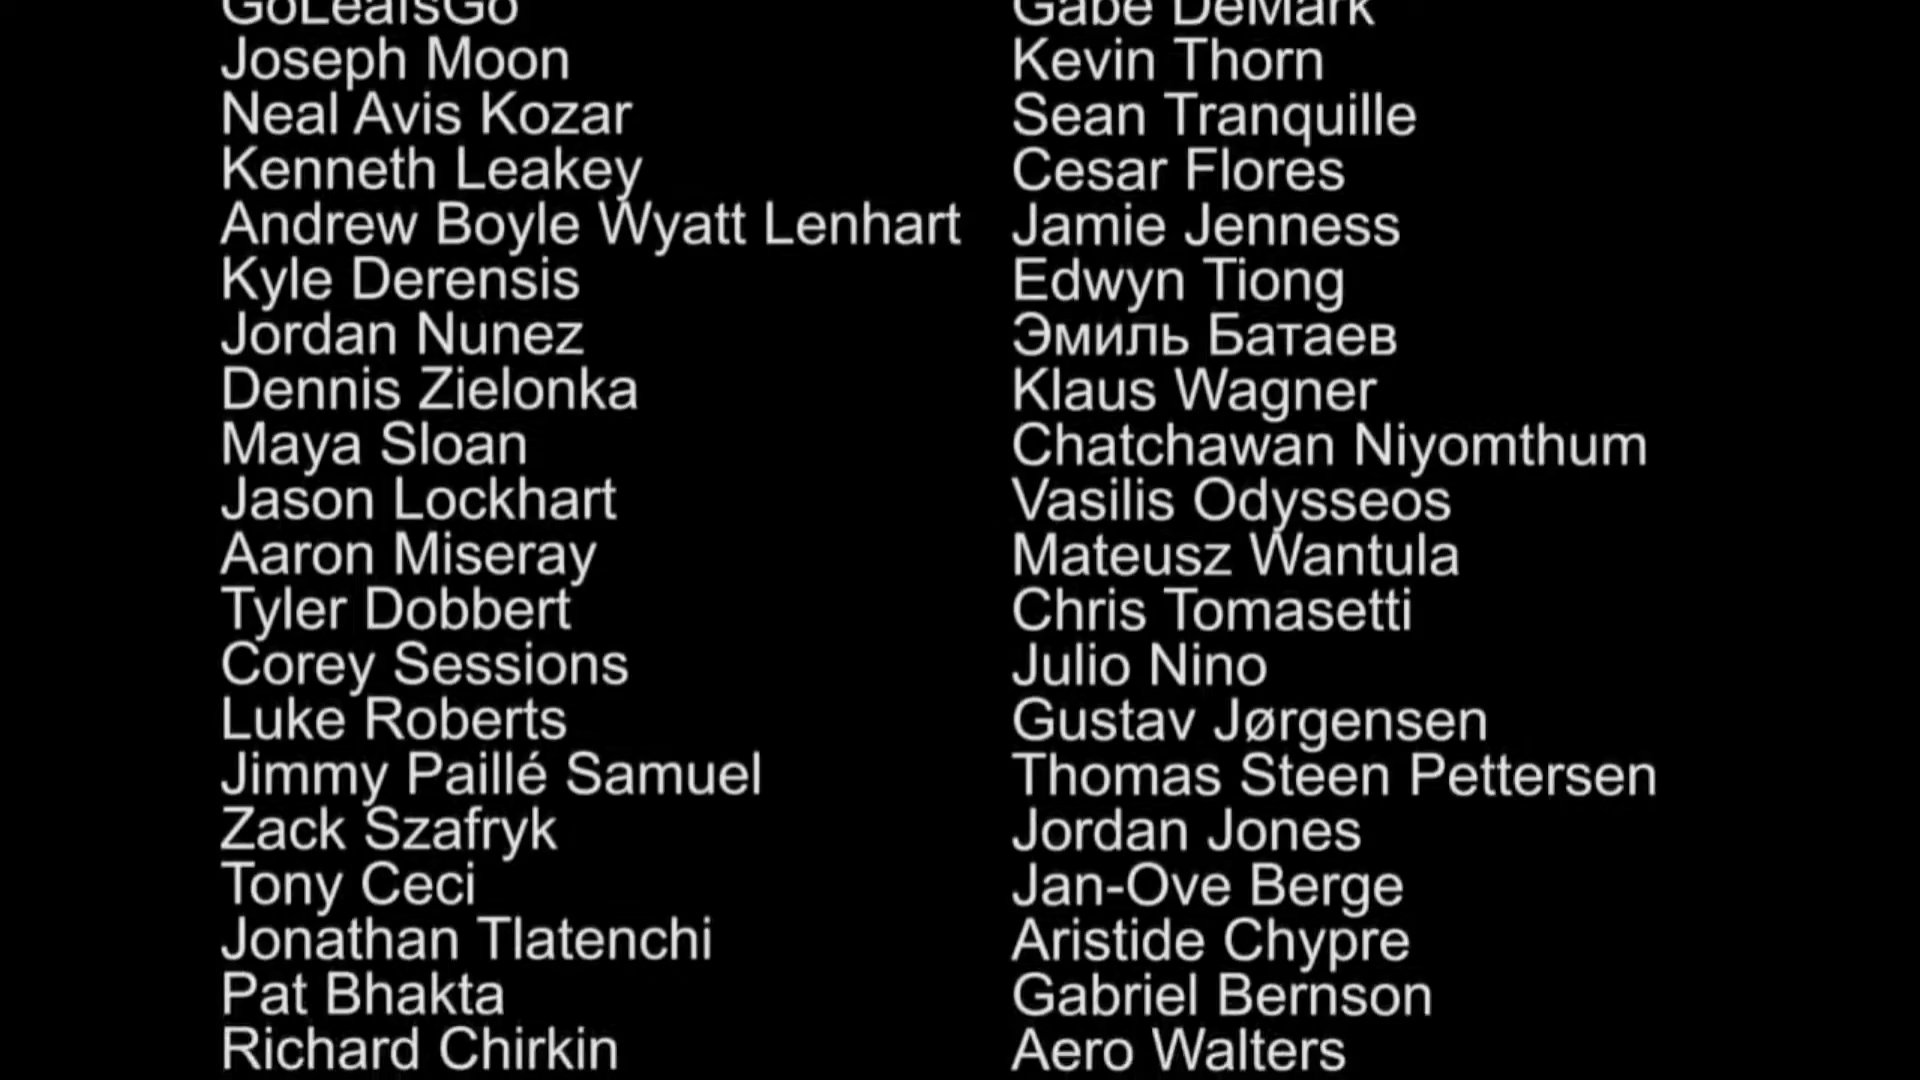 GoLeafsGo
Joseph Moon
Neal Avis Kozar
Kenneth Leakey
Andrew Boyle Wyatt Lenhart
Kyle Derensis
Jordan Nunez
Dennis Zielonka
Maya Sloan
Jason Lockhart
Aaron Miseray
Tyler Dobbert
Corey Sessions
Luke Roberts
Jimmy Paillé Samuel
Zack Szafryk
Tony Ceci
Jonathan Tlatenchi
Pat Bhakta
Richard Chirkin
Gabe DeMark
Kevin Thorn
Sean Tranquille
Cesar Flores
Jamie Jenness
Edwyn Tiong
Эмиль Батаев
Klaus Wagner
Chatchawan Niyomthum
Vasilis Odysseos
Mateusz Wantula
Chris Tomasetti
Julio Nino
Gustav Jørgensen
Thomas Steen Pettersen
Jordan Jones
Jan-Ove Berge
Aristide Chypre
Gabriel Bernson
Aero Walters